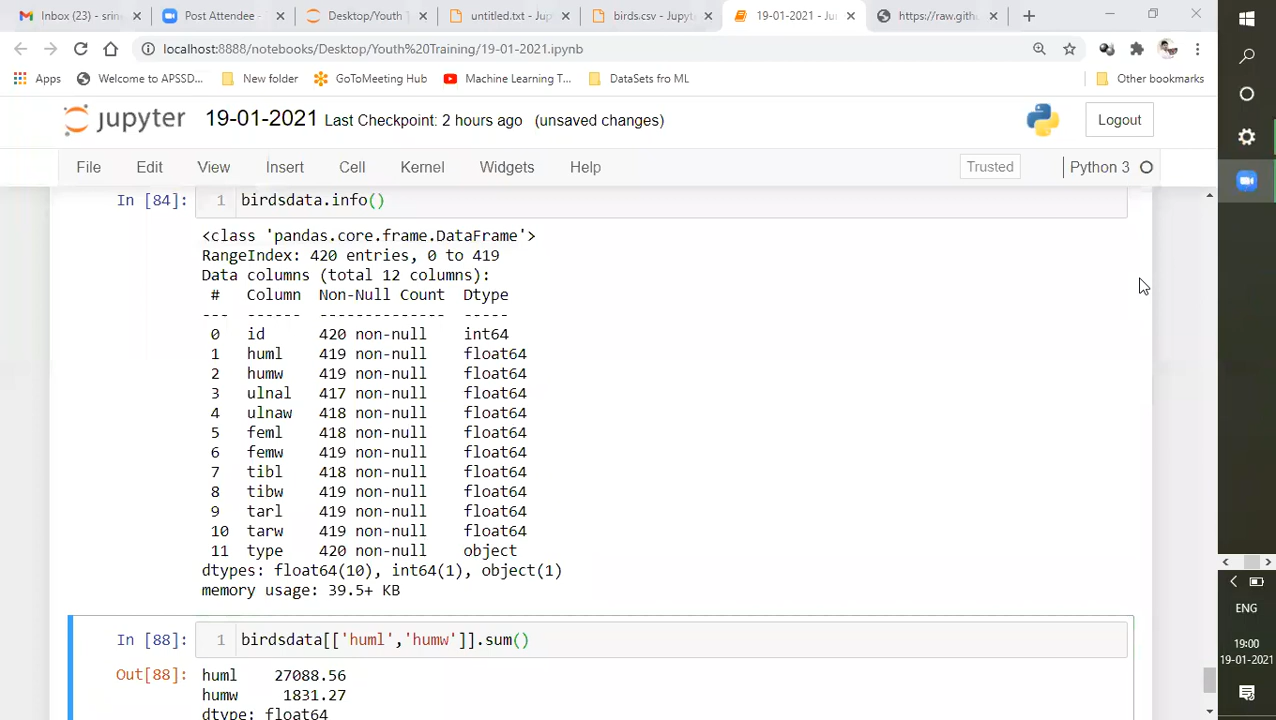 Inbox (23) - srine
Post Attendee -
Desktop/Youth T
untitled.txt - Jup
birds.csv - Jupyte
19-01-2021 - Ju
https://raw.gith
localhost:8888/notebooks/Desktop/Youth%20Training/19-01-2021.ipynb
Apps
Welcome to APSSD...
New folder
GoToMeeting Hub
Machine Learning T...
DataSets fro ML
Other bookmarks
jupyter 19-01-2021 Last Checkpoint: 2 hours ago (unsaved changes)
Logout
File Edit View Insert Cell Kernel Widgets Help
Trusted
Python 3
In [84]: 1 birdsdata.info()
<class 'pandas.core.frame.DataFrame'>
RangeIndex: 420 entries, 0 to 419
Data columns (total 12 columns):
# Column Non-Null Count Dtype
--- ------ -------------- -----
0 id 420 non-null int64
1 huml 419 non-null float64
2 humw 419 non-null float64
3 ulnal 417 non-null float64
4 ulnaw 418 non-null float64
5 feml 418 non-null float64
6 femw 419 non-null float64
7 tibl 418 non-null float64
8 tibw 419 non-null float64
9 tarl 419 non-null float64
10 tarw 419 non-null float64
11 type 420 non-null object
dtypes: float64(10), int64(1), object(1)
memory usage: 39.5+ KB
In [88]: 1 birdsdata[['huml','humw']].sum()
Out[88]: huml 27088.56
humw 1831.27
dtype: float64
ENG
19:00
19-01-2021